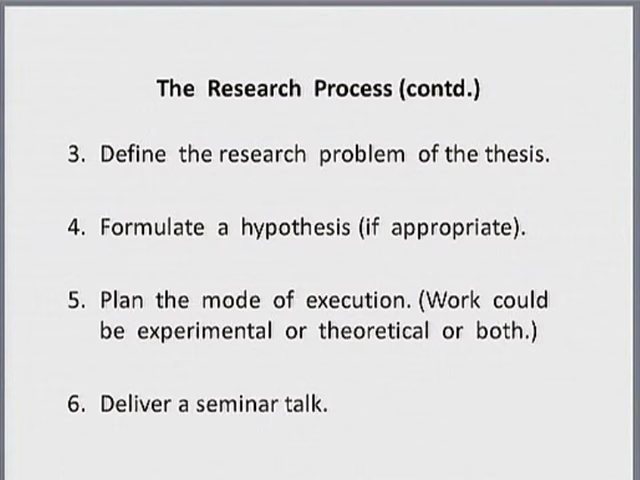 The Research Process (contd.)
3. Define the research problem of the thesis.
4. Formulate a hypothesis (if appropriate).
5. Plan the mode of execution. (Work could
be experimental or theoretical or both.)
6. Deliver a seminar talk.